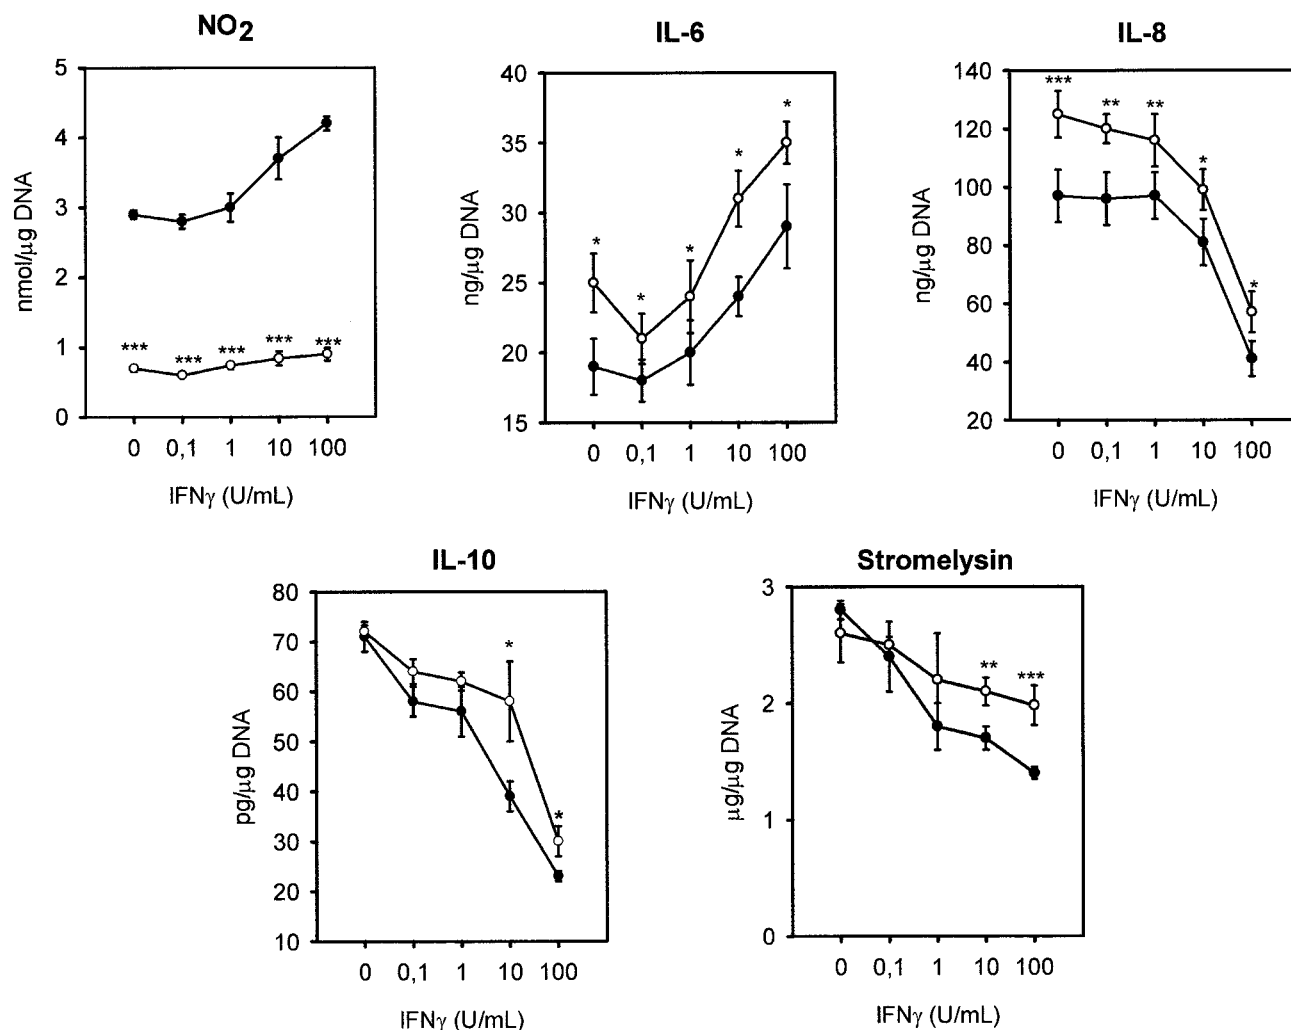 NO2
IL-6
IL-8
5
4
3
2
1
0
nmol/µg DNA
***
***
***
***
***
0 0,1 1 10 100
IFNγ (U/mL)
40
35
30
25
20
15
ng/µg DNA
*
*
*
*
*
0 0,1 1 10 100
IFNγ (U/mL)
140
120
100
80
60
40
20
ng/µg DNA
***
**
**
*
*
0 0,1 1 10 100
IFNγ (U/mL)
IL-10
Stromelysin
80
70
60
50
40
30
20
10
pg/µg DNA
*
*
0 0,1 1 10 100
IFNγ (U/mL)
3
2
1
0
µg/µg DNA
**
***
0 0,1 1 10 100
IFNγ (U/mL)